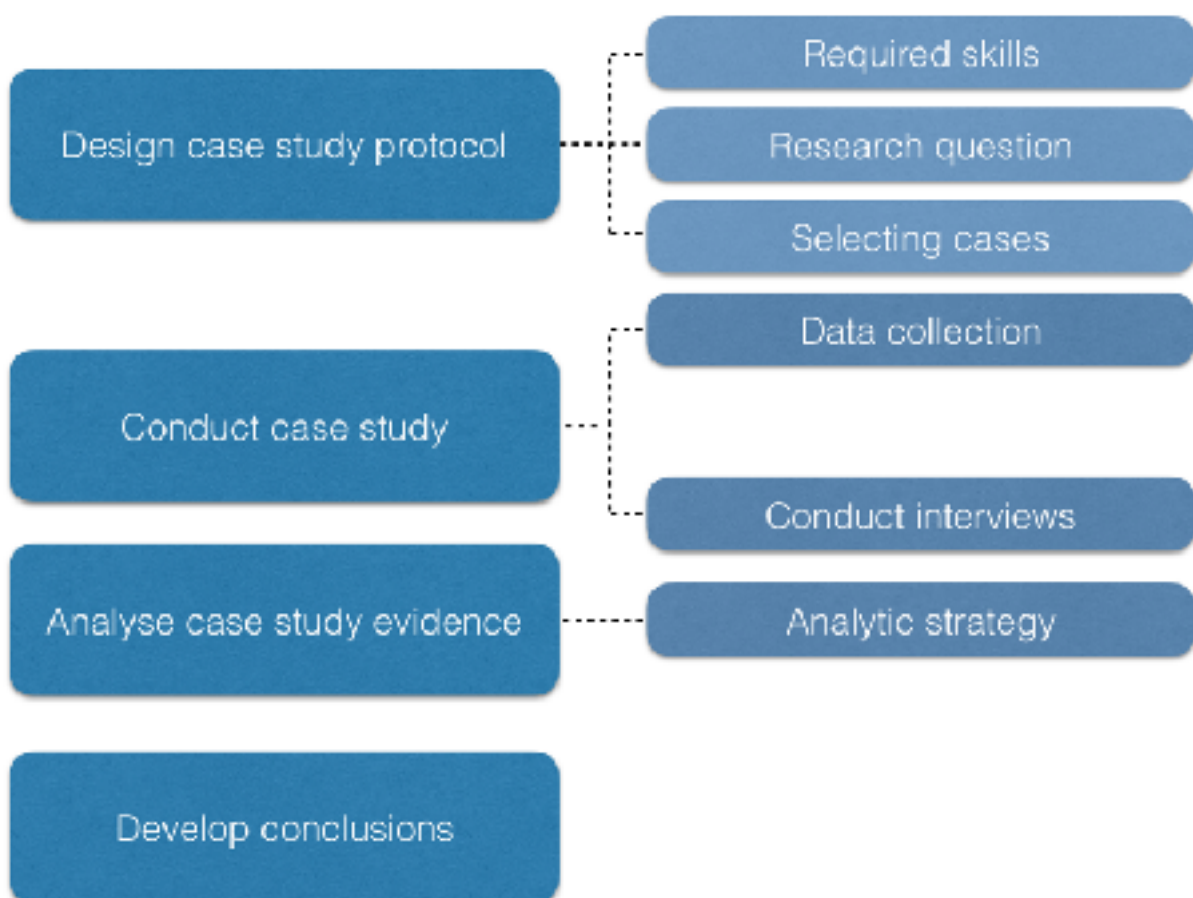 Design case study protocol
Required skills
Research question
Selecting cases
Conduct case study
Data collection
Conduct interviews
Analyse case study evidence
Analytic strategy
Develop conclusions